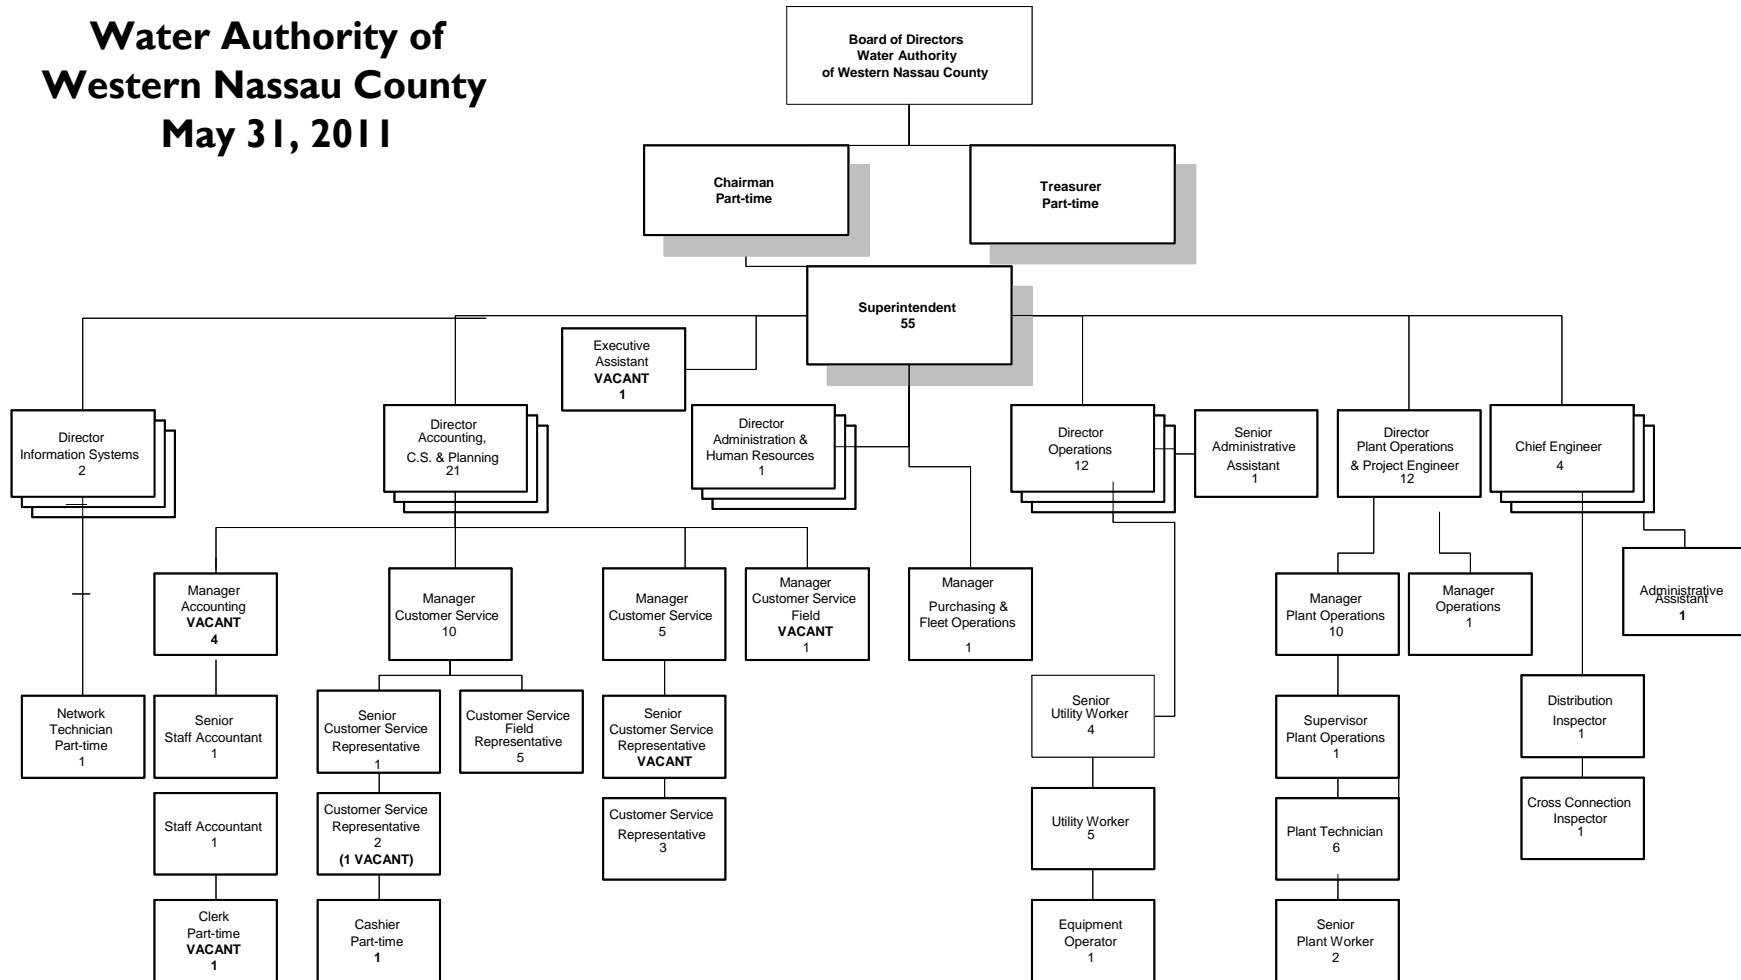 Water Authority of
Western Nassau County
May 31, 2011
Board of Directors
Water Authority
of Western Nassau County
Chairman
Part-time
Treasurer
Part-time
Superintendent
55
Executive
Assistant
VACANT
1
Director
Information Systems
2
Director
Accounting,
C.S. & Planning
21
Director
Administration &
Human Resources
1
Director
Operations
12
Senior
Administrative
Assistant
1
Director
Plant Operations
& Project Engineer
12
Chief Engineer
4
Manager
Accounting
VACANT
4
Manager
Customer Service
10
Manager
Customer Service
5
Manager
Customer Service
Field
VACANT
1
Manager
Purchasing &
Fleet Operations
1
Manager
Plant Operations
10
Manager
Operations
1
Administrative
Assistant
1
Network
Technician
Part-time
1
Senior
Staff Accountant
1
Senior
Customer Service
Representative
1
Customer Service
Field
Representative
5
Senior
Customer Service
Representative
VACANT
Senior
Utility Worker
4
Supervisor
Plant Operations
1
Distribution
Inspector
1
Staff Accountant
1
Customer Service
Representative
2
(1 VACANT)
Customer Service
Representative
3
Utility Worker
5
Plant Technician
6
Cross Connection
Inspector
1
Clerk
Part-time
VACANT
1
Cashier
Part-time
1
Equipment
Operator
1
Senior
Plant Worker
2